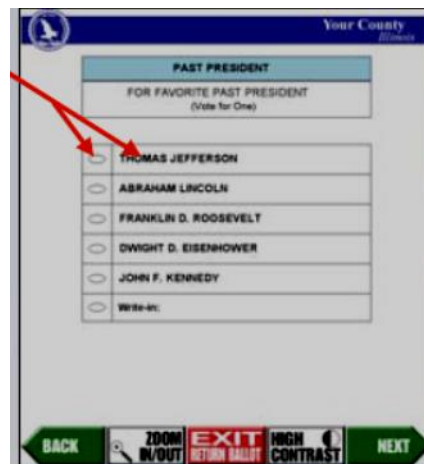 Your County
Illinois
PAST PRESIDENT
FOR FAVORITE PAST PRESIDENT
(Vote for One)
THOMAS JEFFERSON
ABRAHAM LINCOLN
FRANKLIN D. ROOSEVELT
DWIGHT D. EISENHOWER
JOHN F. KENNEDY
Write-in:
BACK
ZOOM
IN/OUT
EXIT
RETURN BALLOT
HIGH
CONTRAST
NEXT